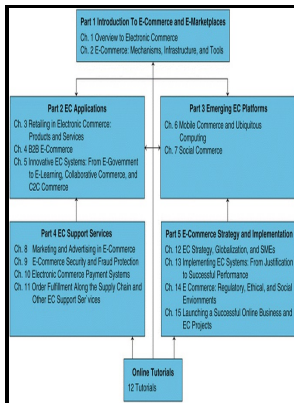 Part 1 Introduction To E-Commerce and E-Marketplaces
Ch. 1 Overview to Electronic Commerce
Ch. 2 E-Commerce: Mechanisms, Infrastructure, and Tools
Part 2 EC Applications
Ch. 3 Retailing in Electronic Commerce:
Products and Services
Ch. 4 B2B E-Commerce
Ch. 5 Innovative EC Systems: From E-Government
to E-Learning, Collaborative Commerce, and
C2C Commerce
Part 3 Emerging EC Platforms
Ch. 6 Mobile Commerce and Ubiquitous
Computing
Ch. 7 Social Commerce
Part 4 EC Support Services
Ch. 8 Marketing and Advertising in E-Commerce
Ch. 9 E-Commerce Security and Fraud Protection
Ch. 10 Electronic Commerce Payment Systems
Ch. 11 Order Fulfillment Along the Supply Chain and
Other EC Support Ser´vices
Part 5 E-Commerce Strategy and Implementation
Ch. 12 EC Strategy, Globalization, and SMEs
Ch. 13 Implementing EC Systems: From Justification
to Successful Performance
Ch. 14 E Commerce: Regulatory, Ethical, and Social
Enviornments
Ch. 15 Launching a Successful Online Business and
EC Projects
Online Tutorials
12 Tutorials